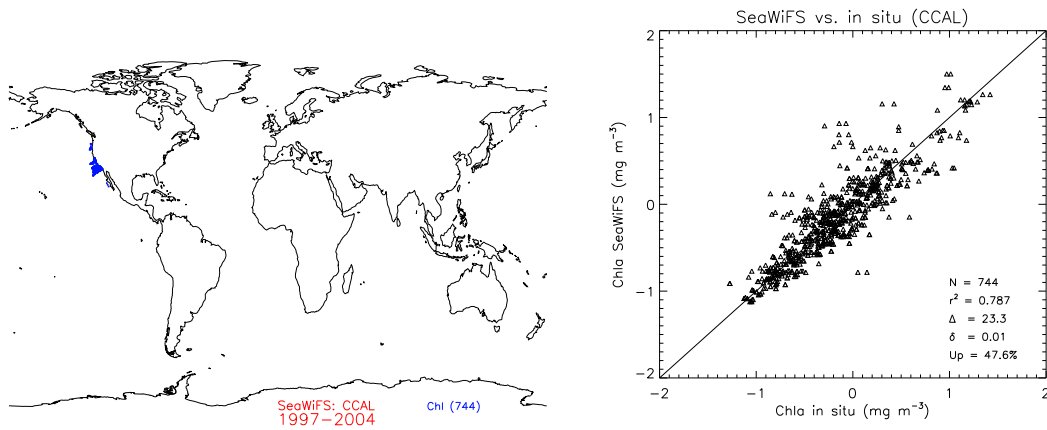 SeaWiFS: CCAL
1997-2004
Chl (744)
SeaWiFS vs. in situ (CCAL)
Chla SeaWiFS (mg m⁻³)
2
1
0
-1
-2
N = 744
r² = 0.787
Δ = 23.3
δ = 0.01
Up = 47.6%
-2
-1
0
1
2
Chla in situ (mg m⁻³)